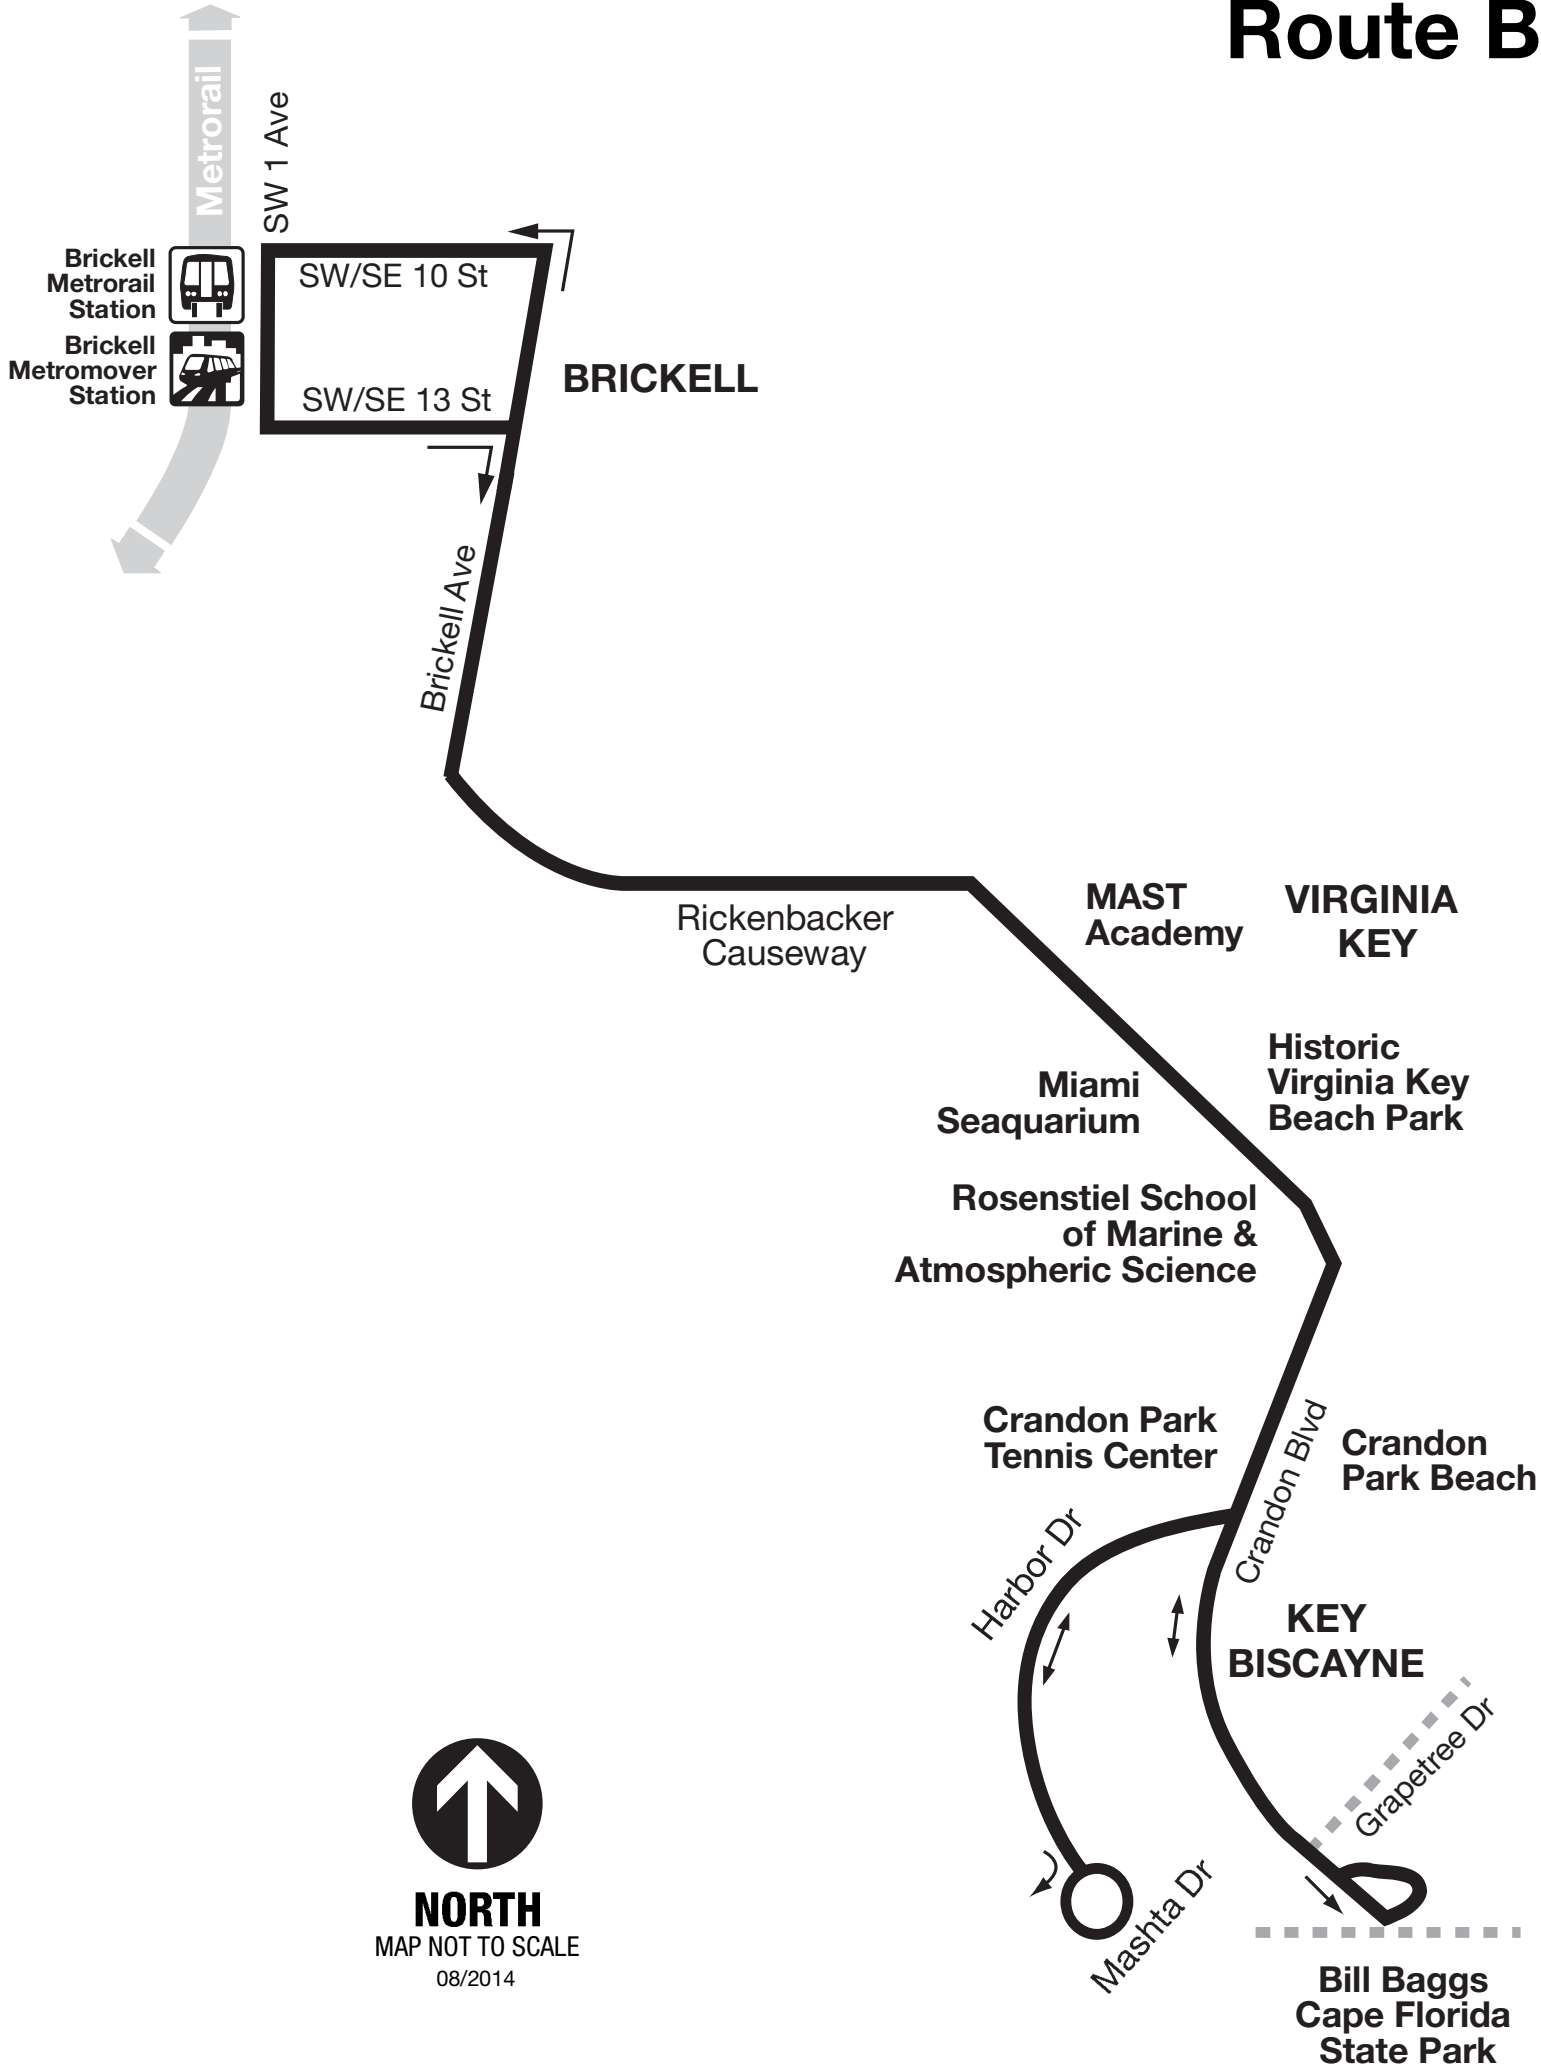 Route B
Metrorail
SW 1 Ave
Brickell
Metrorail
Station
SW/SE 10 St
Brickell
Metromover
Station
BRICKELL
SW/SE 13 St
Brickell Ave
MAST
Academy
VIRGINIA
KEY
Rickenbacker
Causeway
Historic
Virginia Key
Beach Park
Miami
Seaquarium
Rosenstiel School
of Marine &
Atmospheric Science
Crandon Park
Tennis Center
Crandon Blvd
Crandon
Park Beach
Harbor Dr
KEY
BISCAYNE
Grapetree Dr
Mashta Dr
NORTH
MAP NOT TO SCALE
08/2014
Bill Baggs
Cape Florida
State Park